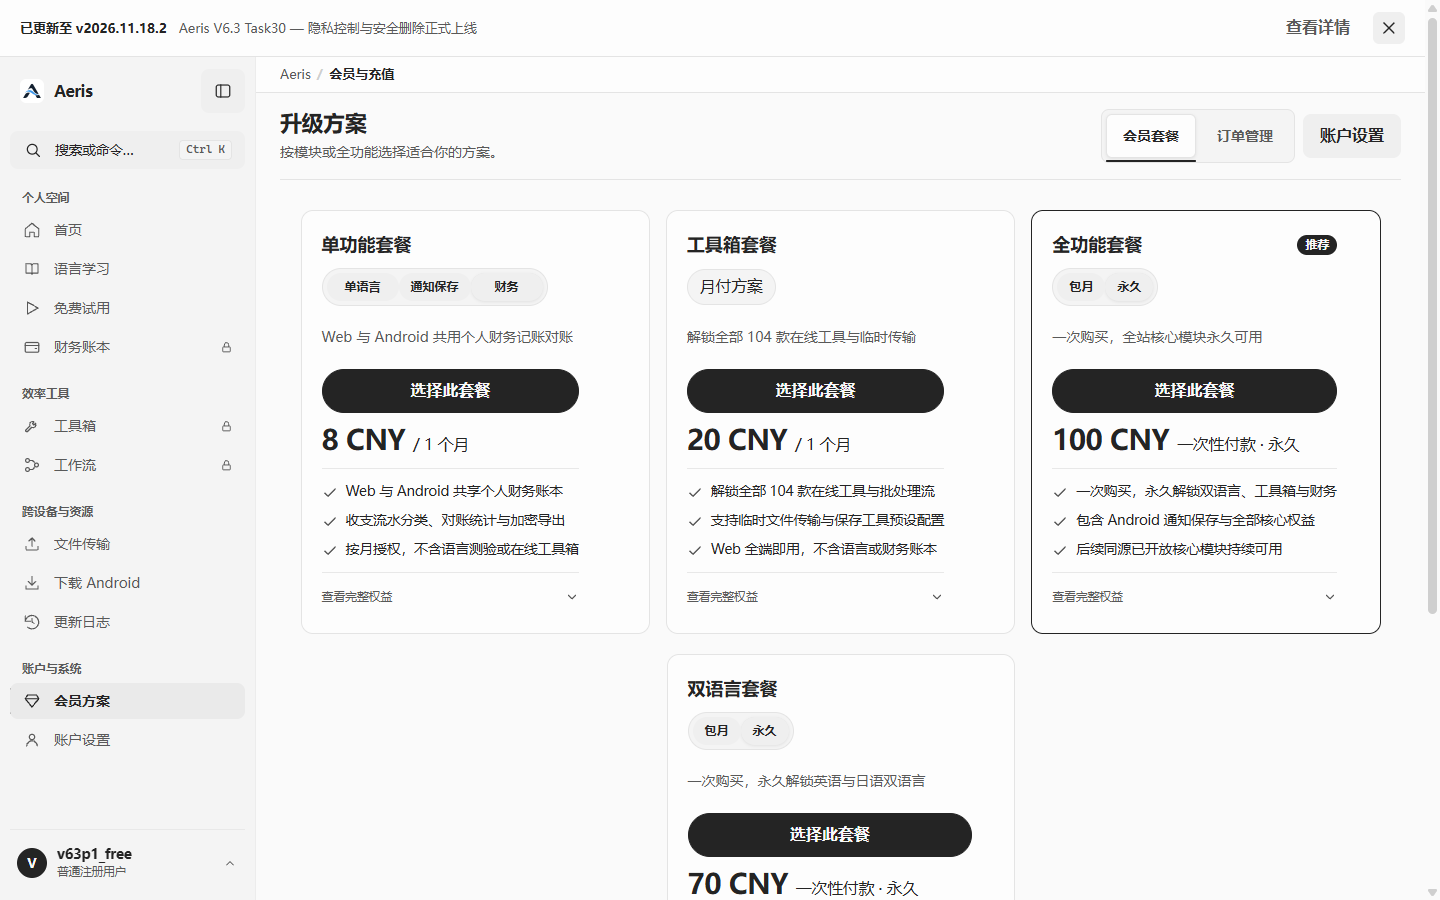 已更新至 v2026.11.18.2 Aeris V6.3 Task30 — 隐私控制与安全删除正式上线
查看详情
Aeris
搜索或命令... Ctrl K
个人空间
首页
语言学习
免费试用
财务账本
效率工具
工具箱
工作流
跨设备与资源
文件传输
下载 Android
更新日志
账户与系统
会员方案
账户设置
V
v63p1_free
普通注册用户
Aeris / 会员与充值
升级方案
按模块或全功能选择适合你的方案。
会员套餐 订单管理 账户设置
单功能套餐
单语言 通知保存 财务
Web 与 Android 共用个人财务记账对账
选择此套餐
8 CNY / 1 个月
Web 与 Android 共享个人财务账本
收支流水分类、对账统计与加密导出
按月授权，不含语言测验或在线工具箱
查看完整权益
工具箱套餐
月付方案
解锁全部 104 款在线工具与临时传输
选择此套餐
20 CNY / 1 个月
解锁全部 104 款在线工具与批处理流
支持临时文件传输与保存工具预设配置
Web 全端即用，不含语言或财务账本
查看完整权益
全功能套餐 推荐
包月 永久
一次购买，全站核心模块永久可用
选择此套餐
100 CNY 一次性付款 · 永久
一次购买，永久解锁双语言、工具箱与财务
包含 Android 通知保存与全部核心权益
后续同源已开放核心模块持续可用
查看完整权益
双语言套餐
包月 永久
一次购买，永久解锁英语与日语双语言
选择此套餐
70 CNY 一次性付款 · 永久